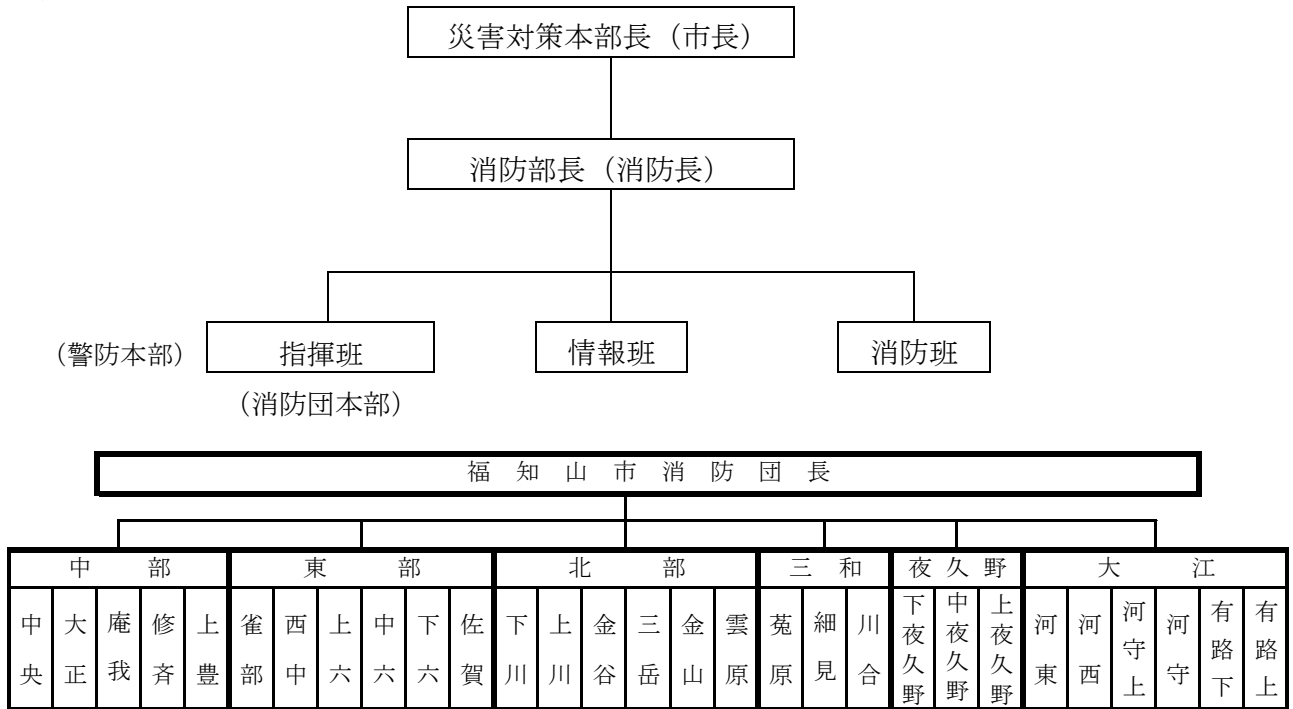 災害対策本部長（市長）
消防部長（消防長）
（警防本部）
指揮班
情報班
消防班
（消防団本部）
福知山市消防団長
中部
東部
北部
三和
夜久野
大江
中央
大正
庵我
修斉
上豊
雀部
西中
上六
中六
下六
佐賀
下川
上川
金谷
三岳
金山
雲原
菟原
細見
川合
下夜久野
中夜久野
上夜久野
河東
河西
河守上
河守
有路下
有路上